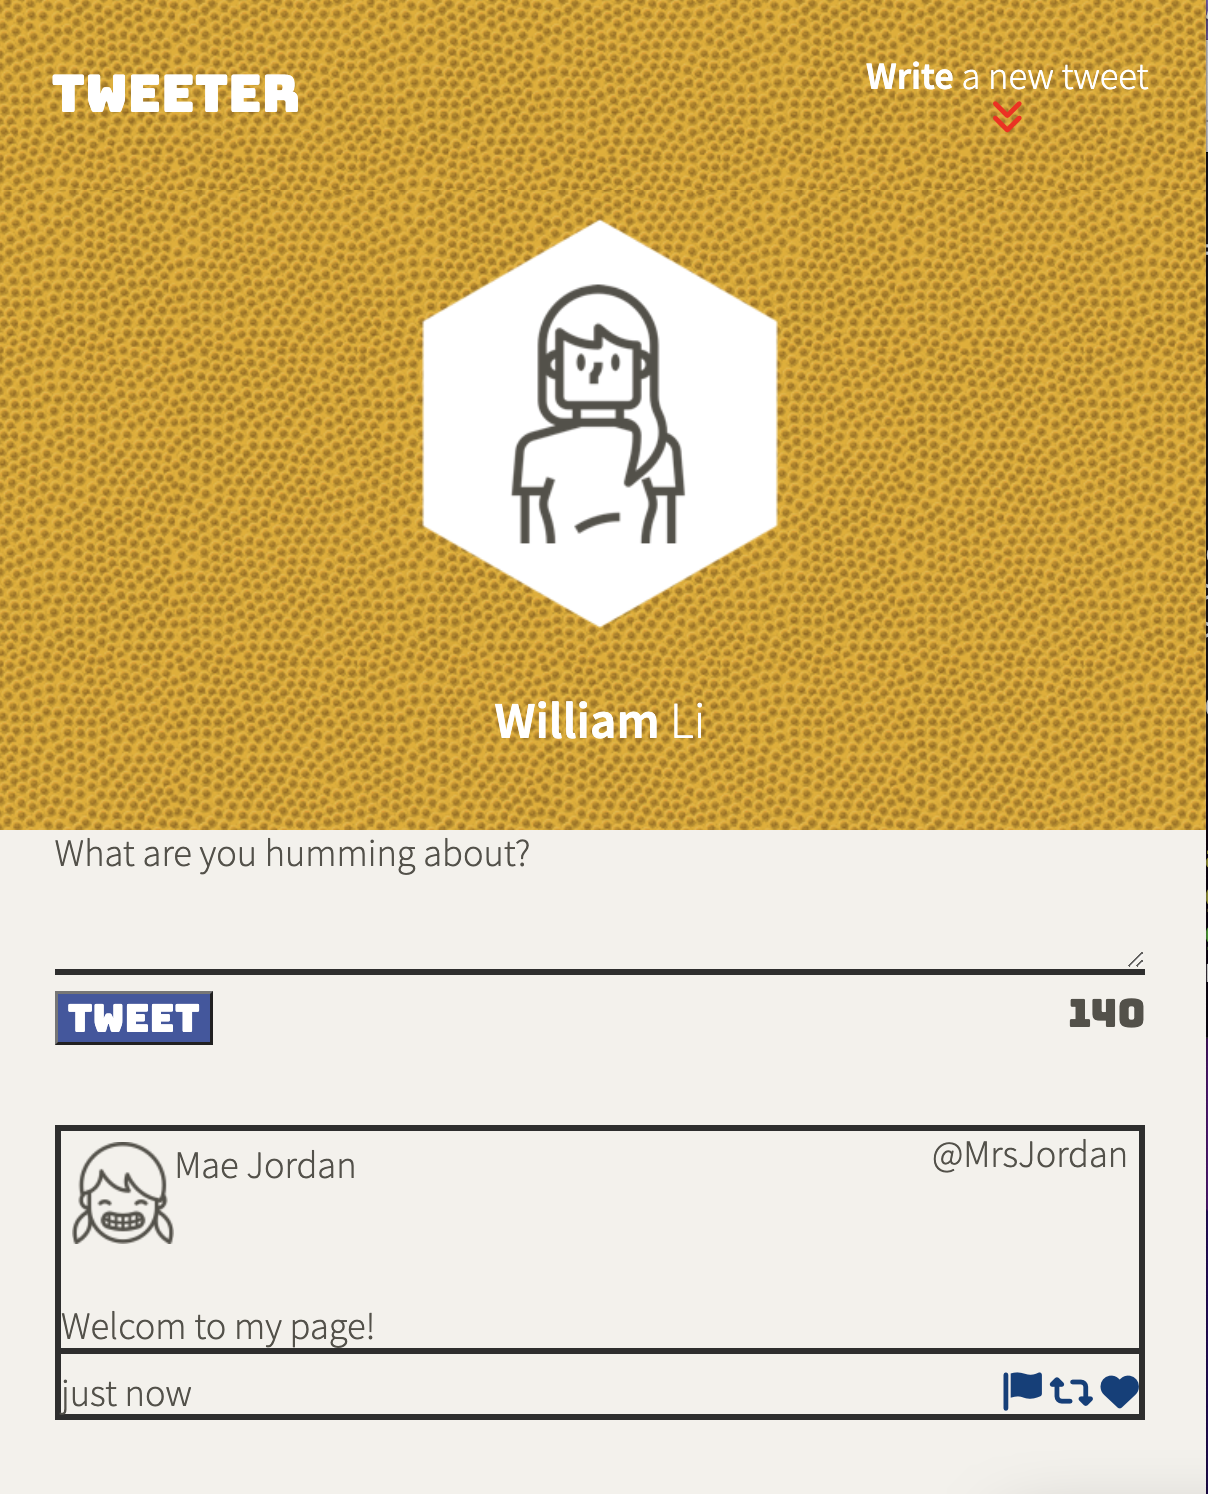 TWEETER
Write a new tweet
William Li
What are you humming about?
TWEET
140
Mae Jordan
@MrsJordan
Welcom to my page!
just now